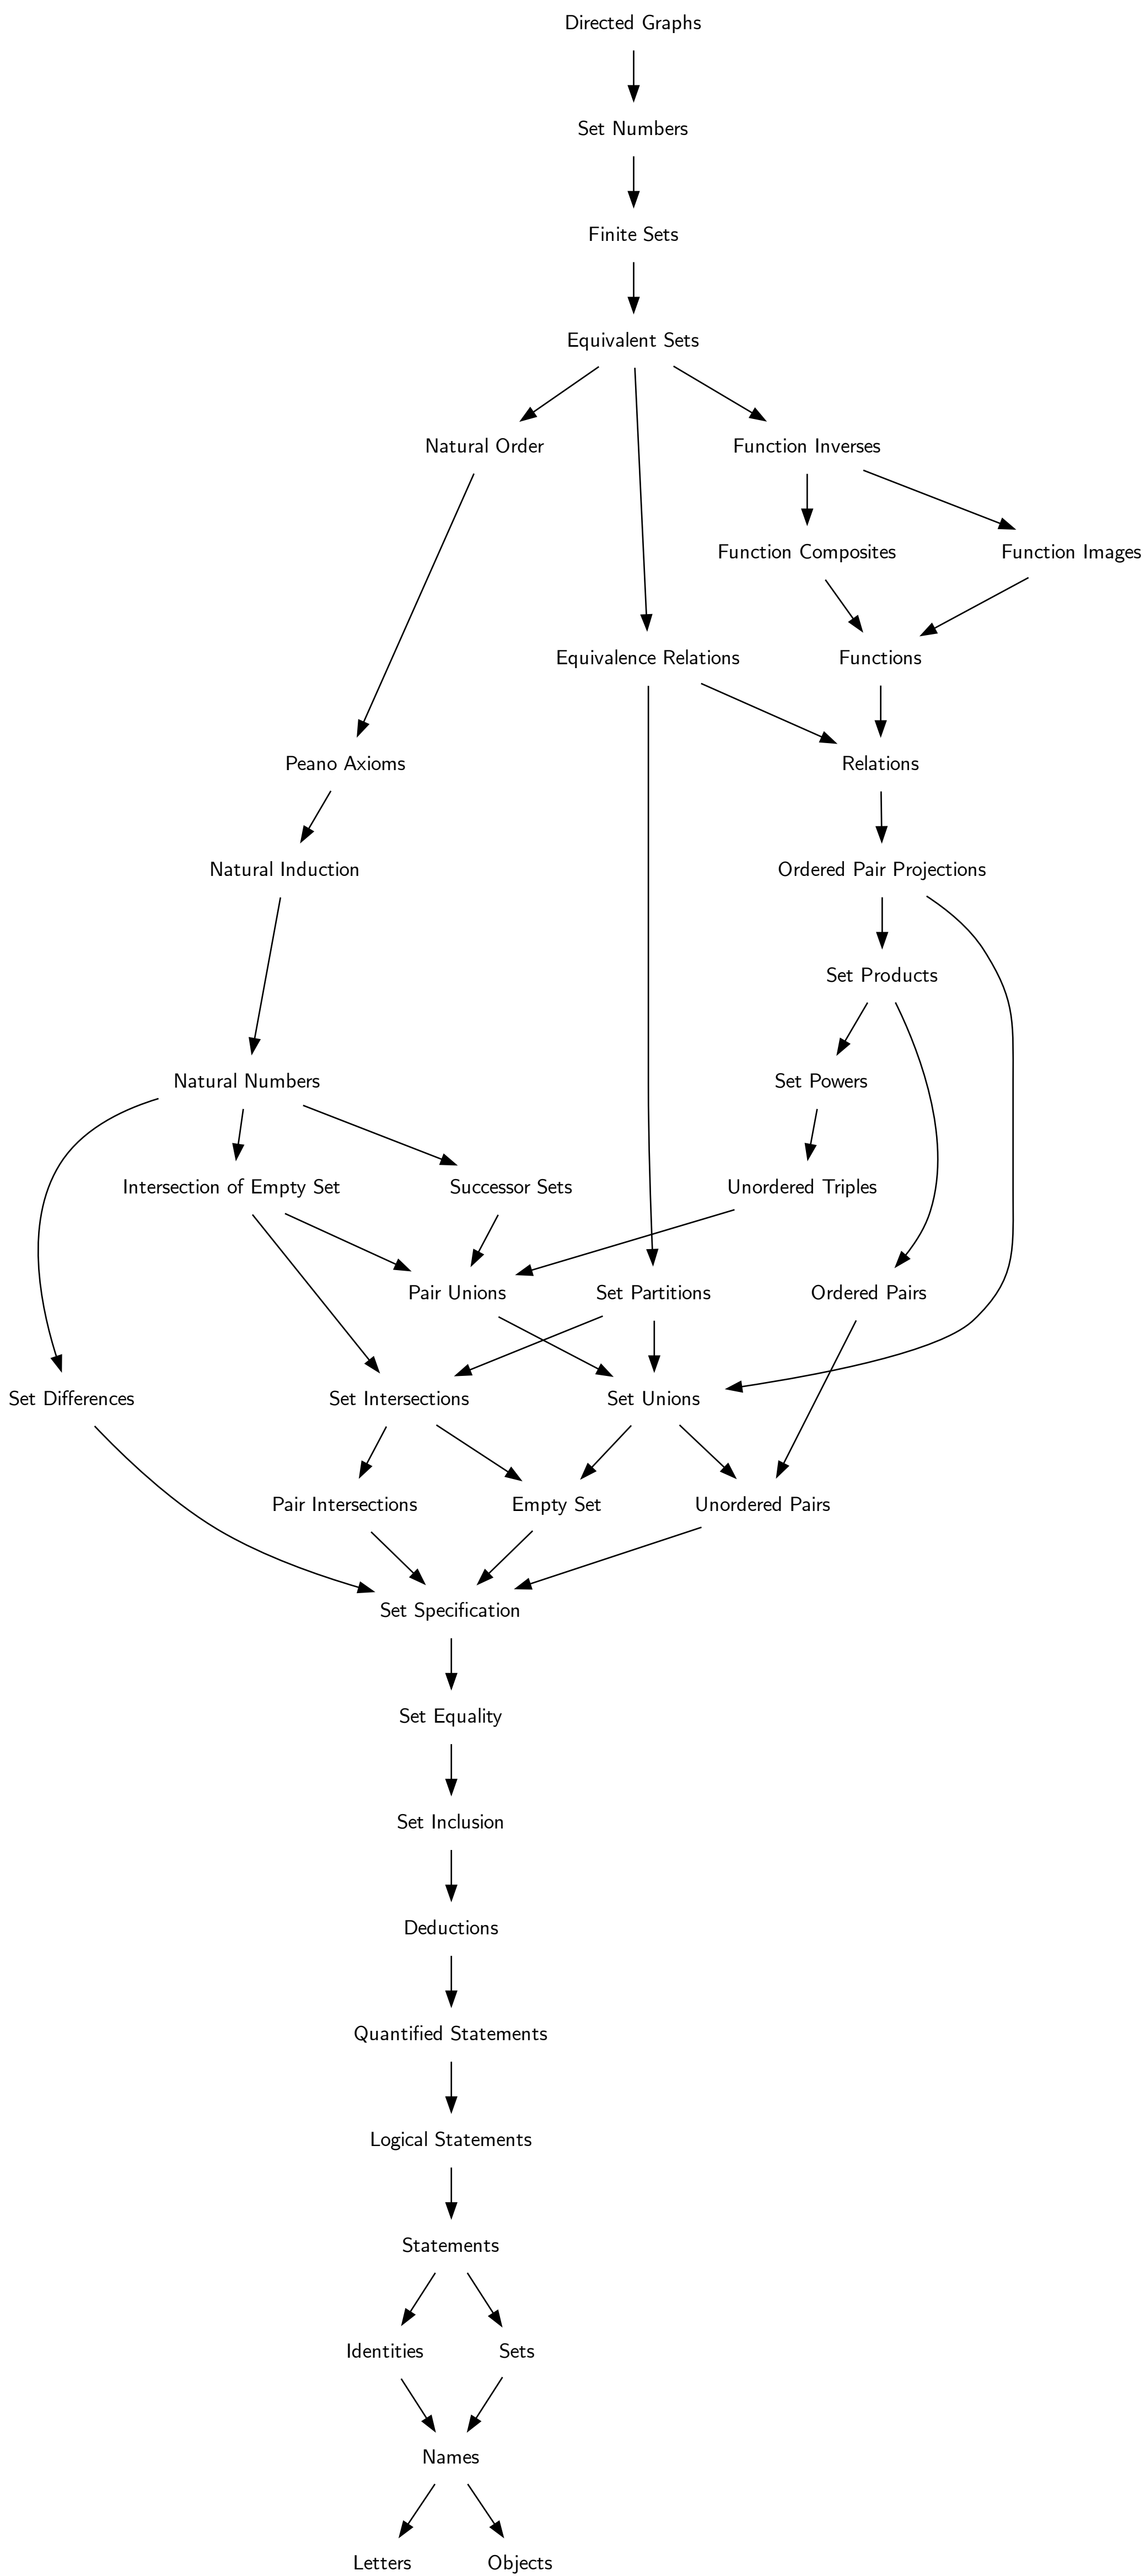 Directed Graphs
Set Numbers
Finite Sets
Equivalent Sets
Natural Order
Function Inverses
Function Composites
Function Images
Equivalence Relations
Functions
Peano Axioms
Relations
Natural Induction
Ordered Pair Projections
Set Products
Natural Numbers
Set Powers
Intersection of Empty Set
Successor Sets
Unordered Triples
Pair Unions
Set Partitions
Ordered Pairs
Set Differences
Set Intersections
Set Unions
Pair Intersections
Empty Set
Unordered Pairs
Set Specification
Set Equality
Set Inclusion
Deductions
Quantified Statements
Logical Statements
Statements
Identities
Sets
Names
Letters
Objects